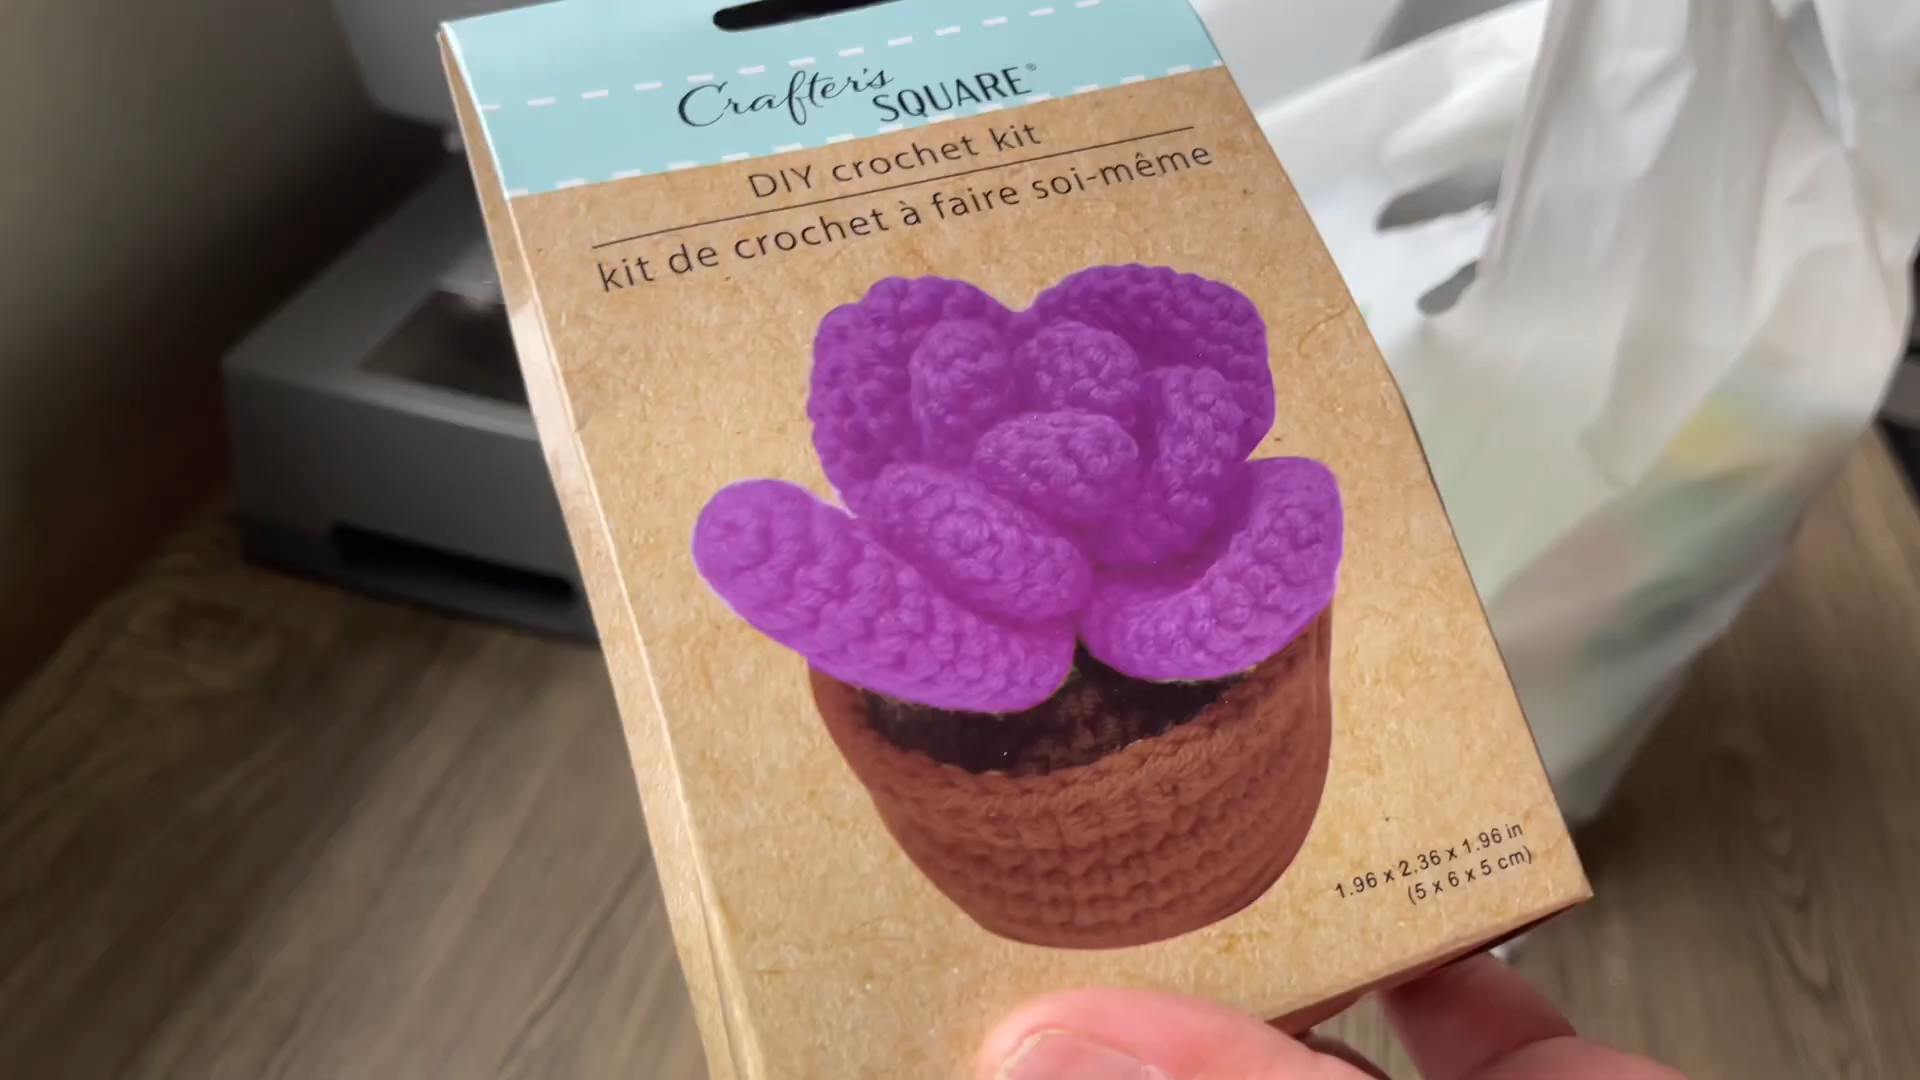 Crafter's
SQUARE®
DIY crochet kit
kit de crochet à faire soi-même
1.96 x 2.36 x 1.96 in
(5 x 6 x 5 cm)